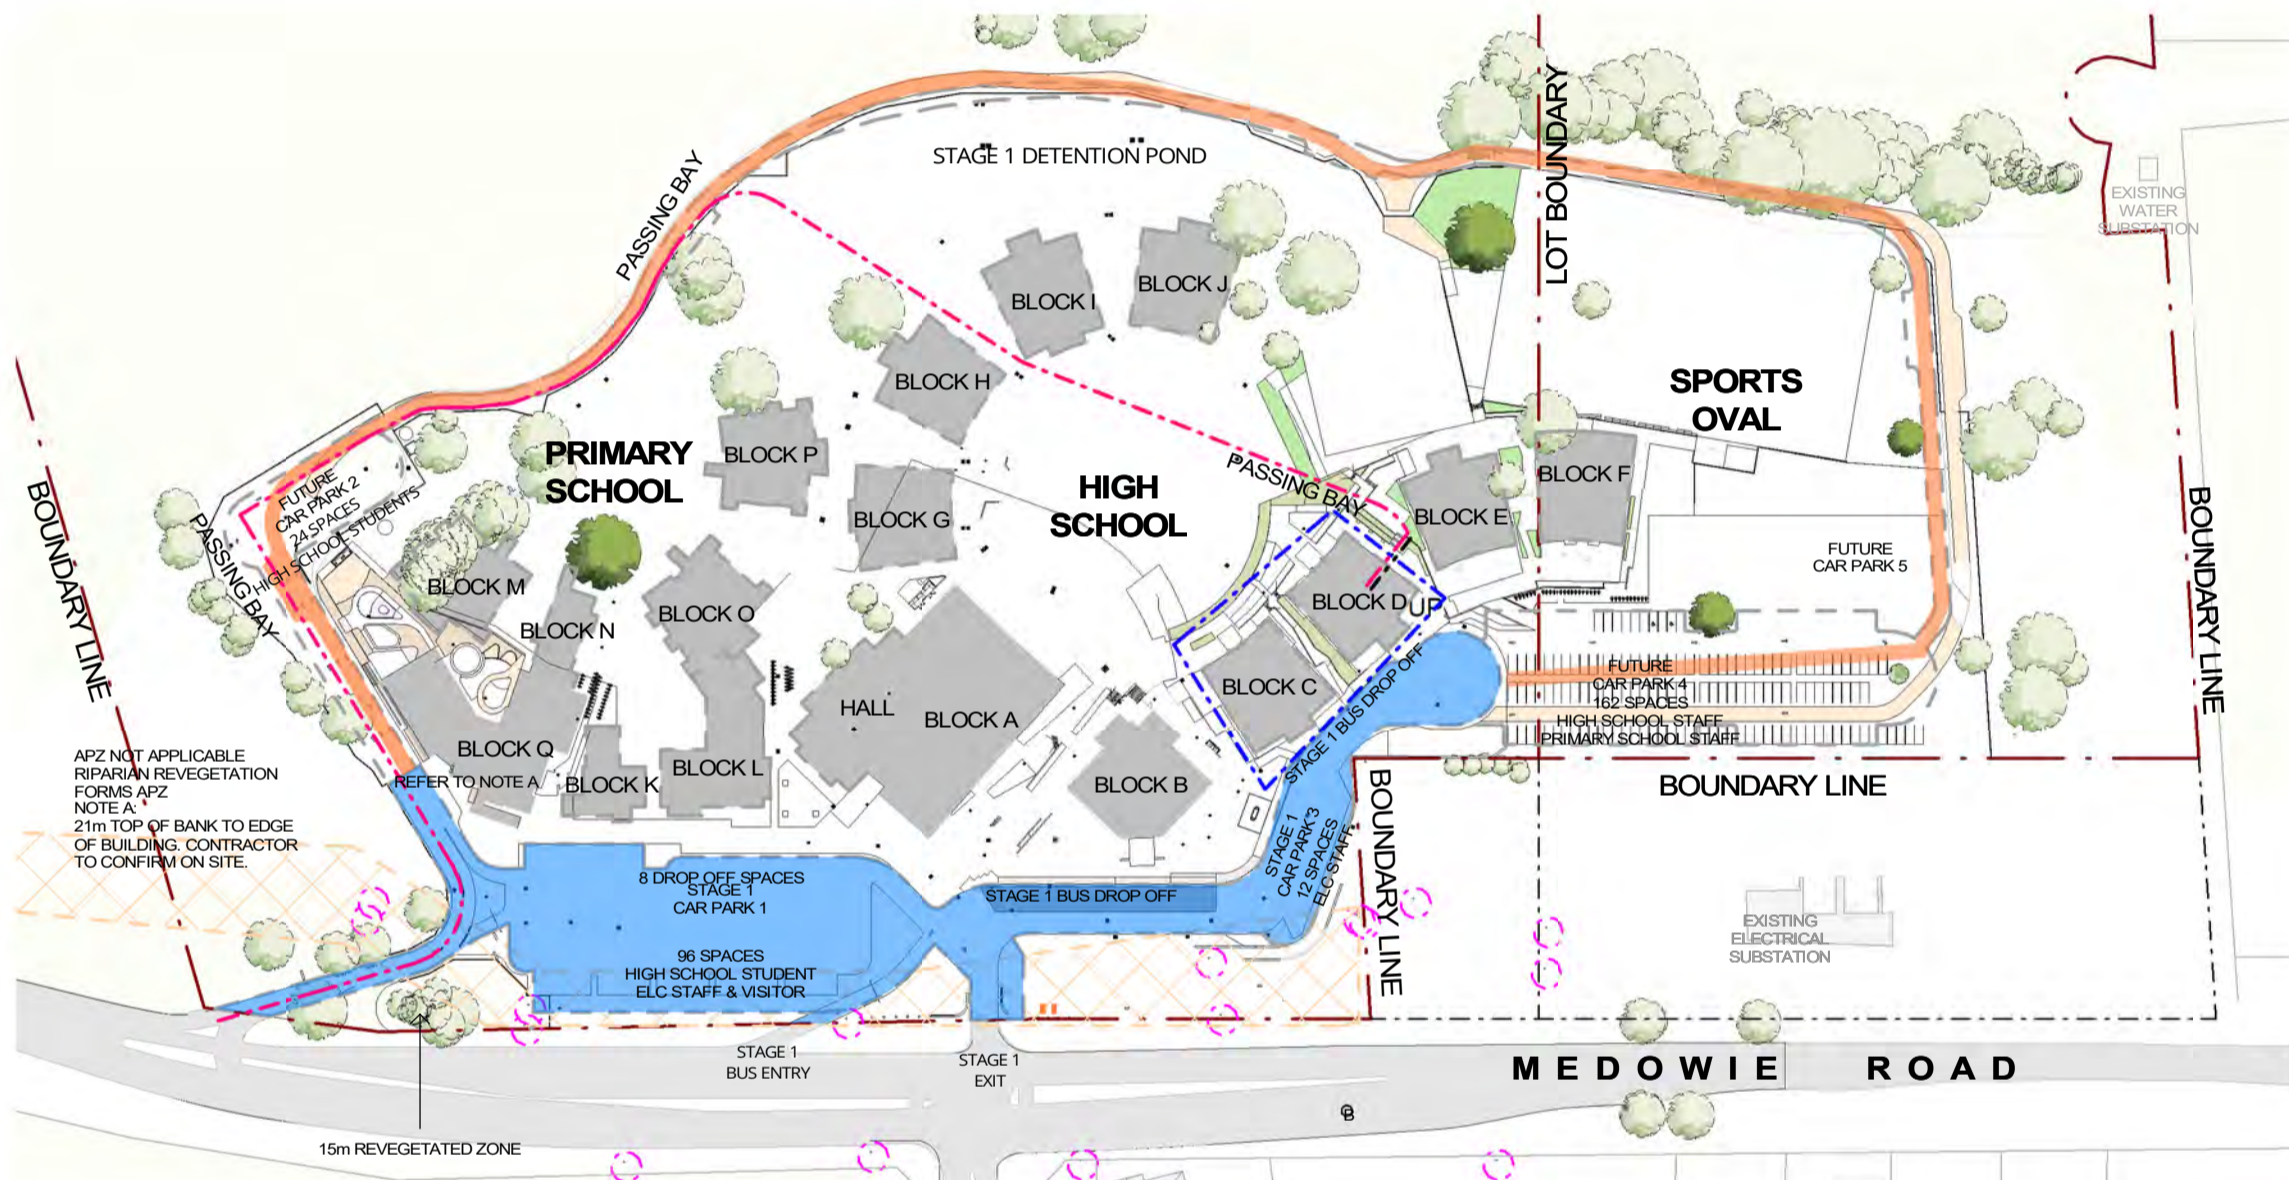 STAGE 1 DETENTION POND
PASSING BAY
LOT BOUNDARY
EXISTING
WATER
SUBSTATION
BLOCK I
BLOCK J
BLOCK H
SPORTS
OVAL
PRIMARY
SCHOOL
BLOCK P
HIGH
SCHOOL
PASSING BAY
BLOCK G
BLOCK E
BLOCK F
FUTURE
CAR PARK 2
24 SPACES
HIGH SCHOOL STUDENTS
PASSING BAY
BOUNDARY LINE
BOUNDARY LINE
FUTURE
CAR PARK 5
BLOCK M
BLOCK N
BLOCK O
BLOCK D
UP
BLOCK C
STAGE 1 BUS DROP OFF
FUTURE
CAR PARK 4
162 SPACES
HIGH SCHOOL STAFF
PRIMARY SCHOOL STAFF
HALL
BLOCK A
BLOCK Q
REFER TO NOTE A
BLOCK K
BLOCK L
BLOCK B
BOUNDARY LINE
BOUNDARY LINE
APZ NOT APPLICABLE
RIPARIAN REVEGETATION
FORMS APZ
NOTE A:
21m TOP OF BANK TO EDGE
OF BUILDING. CONTRACTOR
TO CONFIRM ON SITE.
STAGE 1
CAR PARK 3
12 SPACES
ELC STAFF
8 DROP OFF SPACES
STAGE 1
CAR PARK 1
STAGE 1 BUS DROP OFF
96 SPACES
HIGH SCHOOL STUDENT
ELC STAFF & VISITOR
EXISTING
ELECTRICAL
SUBSTATION
STAGE 1
BUS ENTRY
STAGE 1
EXIT
MEDOWIE ROAD
15m REVEGETATED ZONE